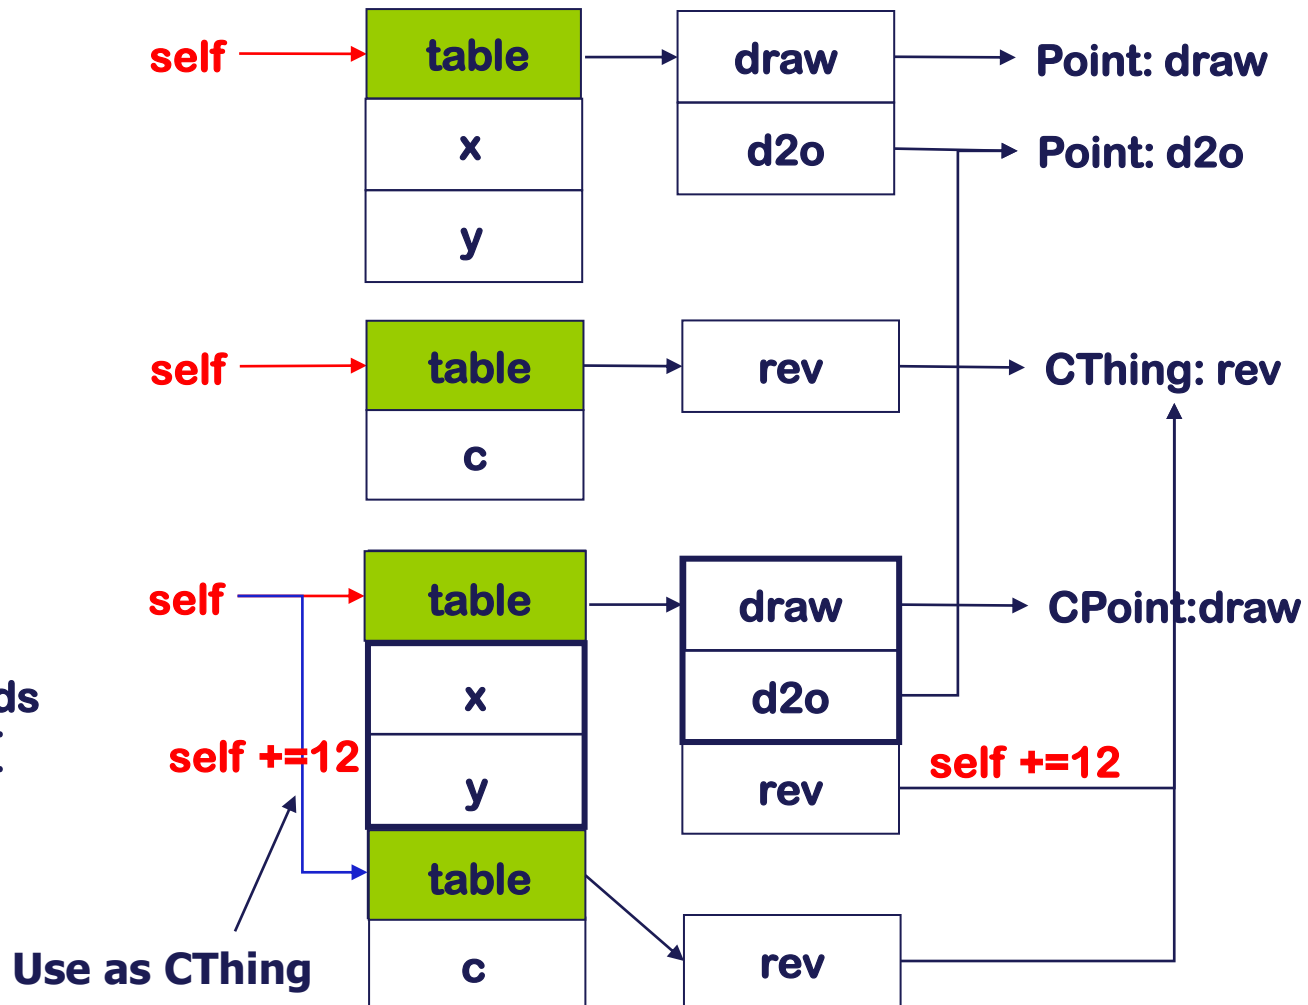 self table draw Point: draw
x d2o Point: d2o
y
self table rev CThing: rev
c
self table draw CPoint:draw
x d2o
self +=12 y rev self +=12
table
Use as CThing c rev